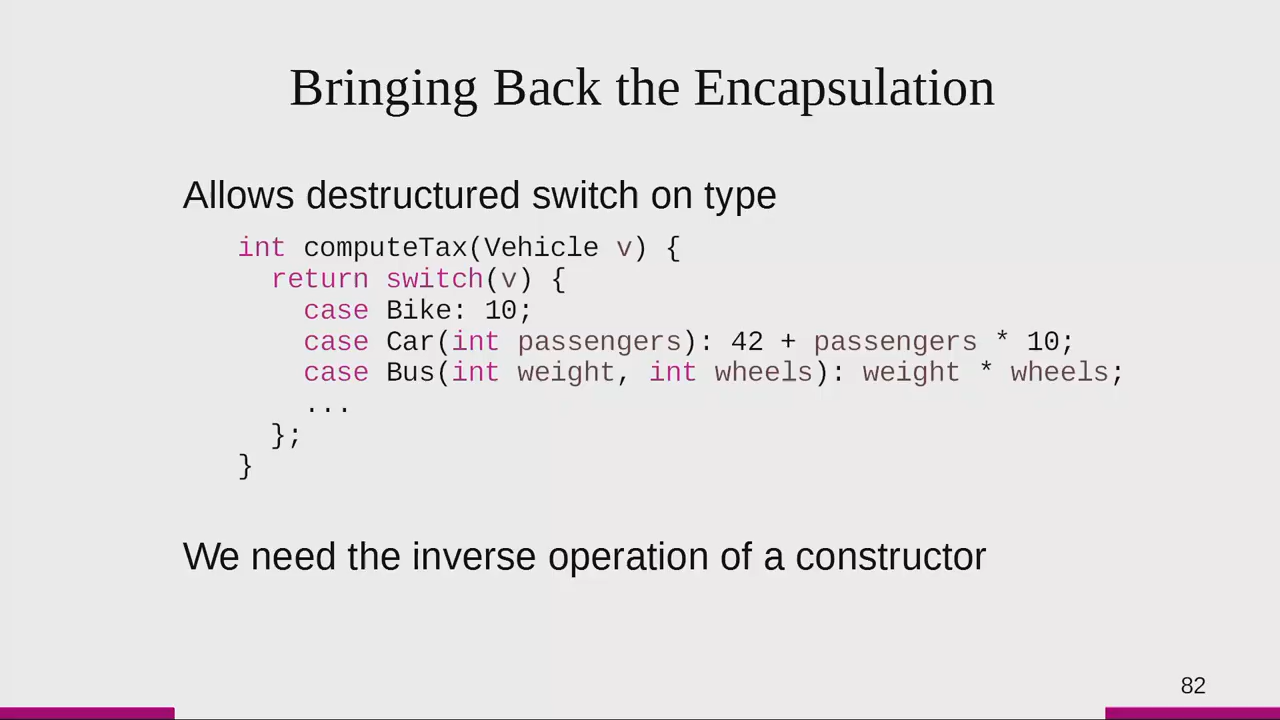 Bringing Back the Encapsulation
Allows destructured switch on type
int computeTax(Vehicle v) {
return switch(v) {
case Bike: 10;
case Car(int passengers): 42 + passengers * 10;
case Bus(int weight, int wheels): weight * wheels;
...
};
}
We need the inverse operation of a constructor
82